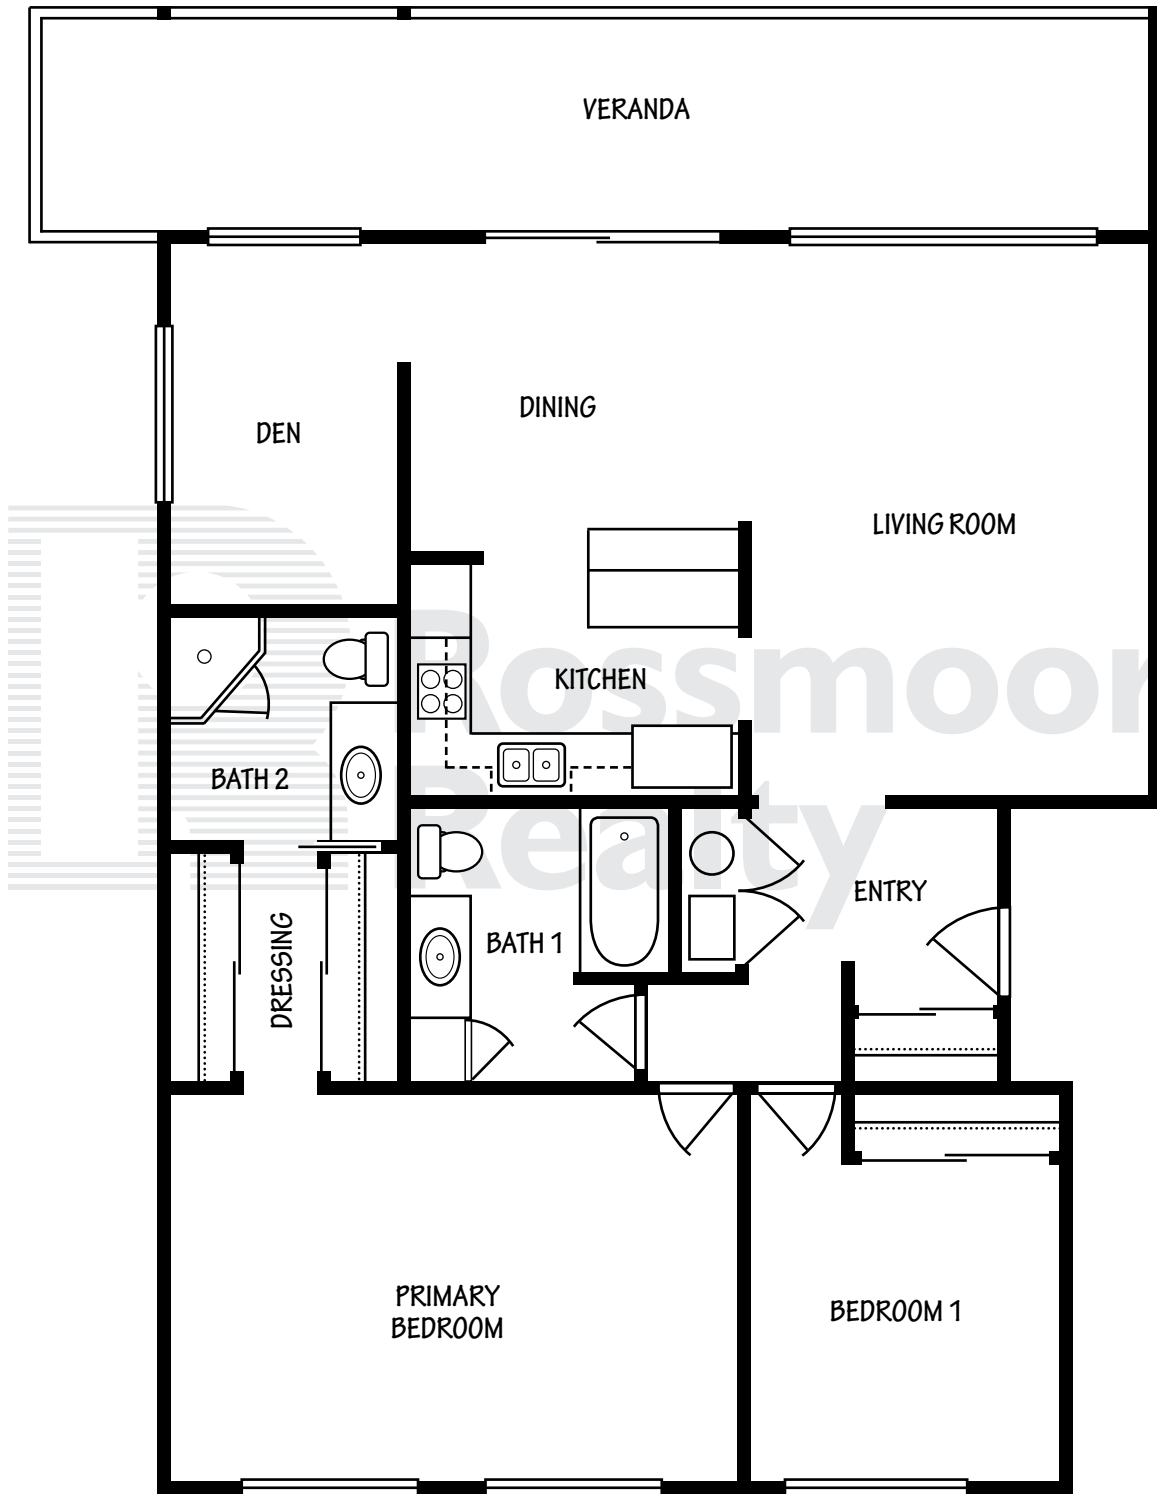 VERANDA
DINING
DEN
LIVING ROOM
KITCHEN
BATH 2
ENTRY
BATH 1
DRESSING
PRIMARY
BEDROOM
BEDROOM 1
Rossmoor
Realty